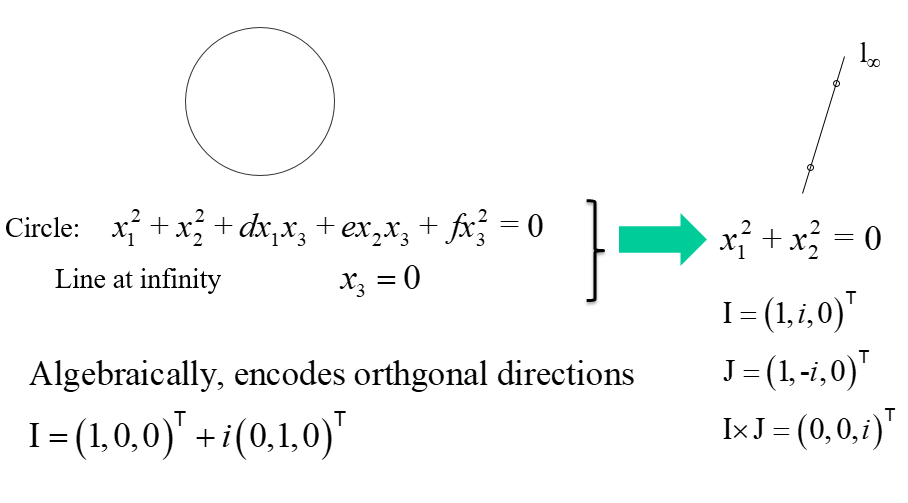 l∞
Circle: x₁² + x₂² + dx₁x₃ + ex₂x₃ + fx₃² = 0
Line at infinity x₃ = 0
x₁² + x₂² = 0
I = (1, i, 0)ᵀ
J = (1, -i, 0)ᵀ
I×J = (0, 0, i)ᵀ
Algebraically, encodes orthgonal directions
I = (1, 0, 0)ᵀ + i(0, 1, 0)ᵀ